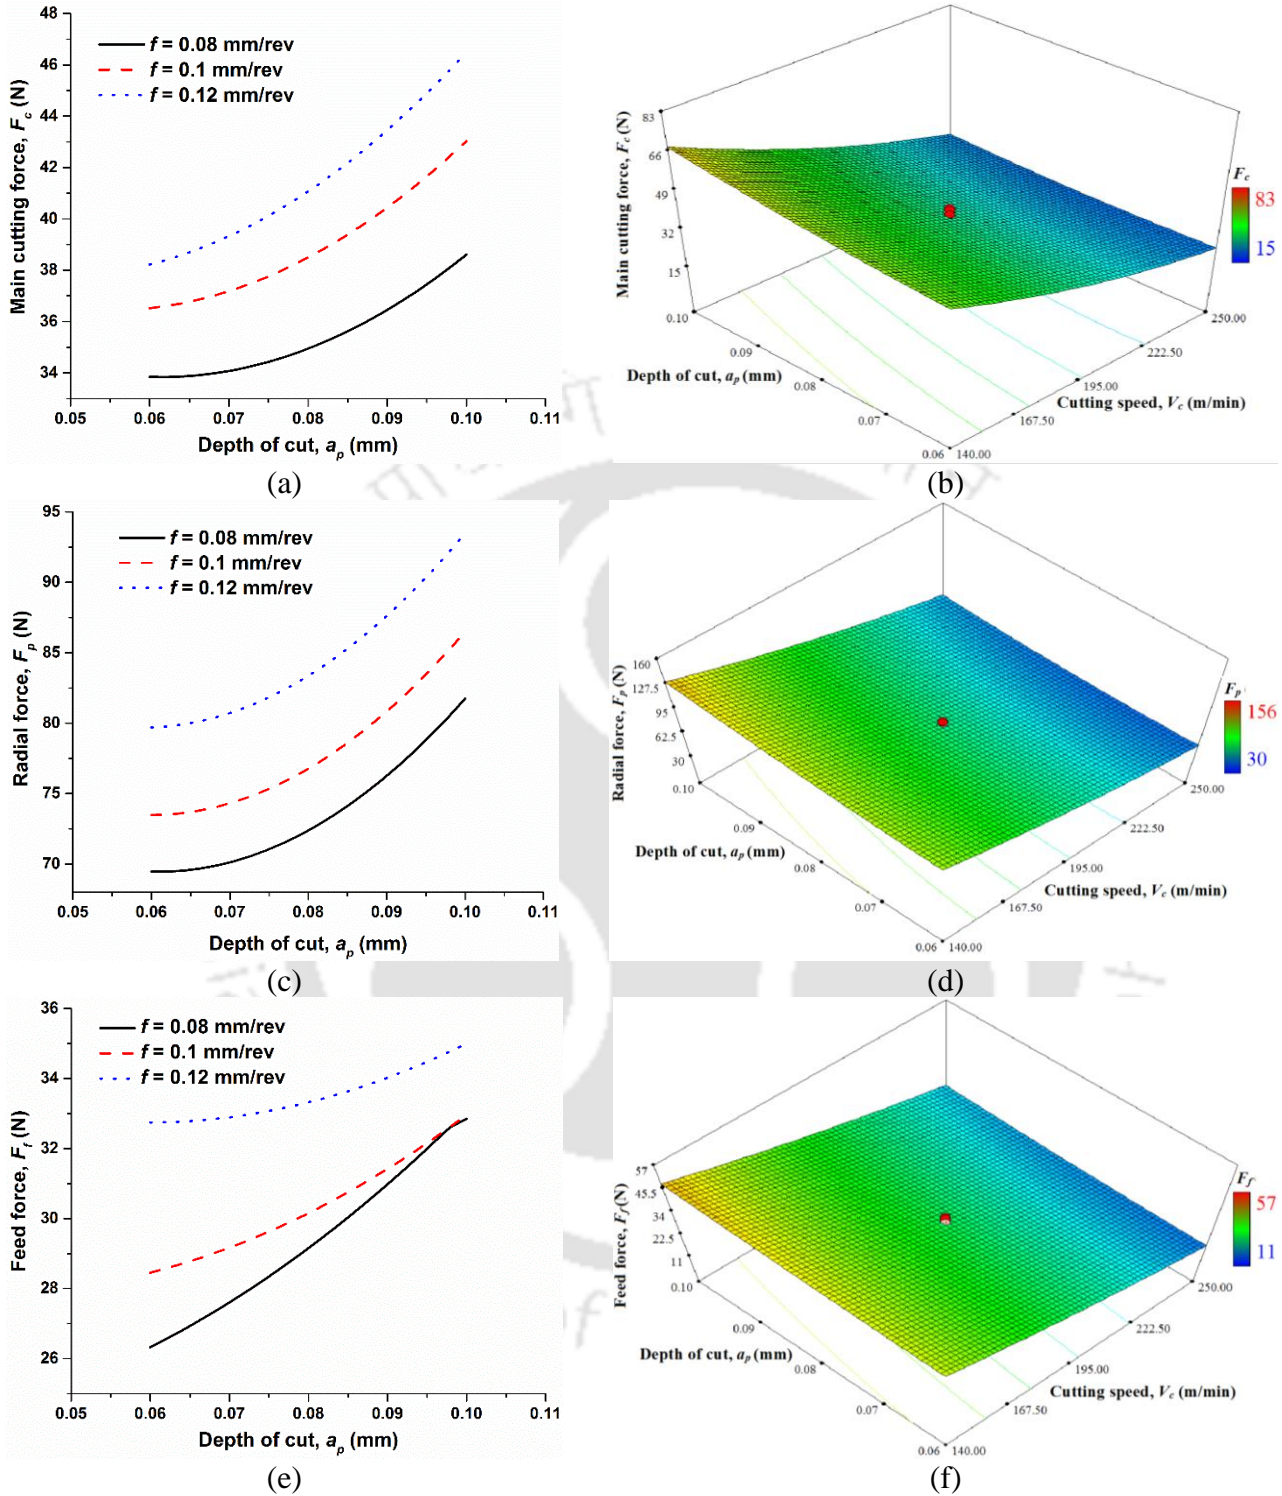 48
46
44
42
40
38
36
34
Main cutting force, Fc (N)
f = 0.08 mm/rev
f = 0.1 mm/rev
f = 0.12 mm/rev
0.05 0.06 0.07 0.08 0.09 0.10 0.11
Depth of cut, ap (mm)
(a)
83
66
49
32
15
Main cutting force, Fc (N)
0.10
0.09
0.08
0.07
0.06
Depth of cut, ap (mm)
140.00
167.50
195.00
222.50
250.00
Cutting speed, Vc (m/min)
Fc
83
15
(b)
95
90
85
80
75
70
Radial force, Fp (N)
f = 0.08 mm/rev
f = 0.1 mm/rev
f = 0.12 mm/rev
0.05 0.06 0.07 0.08 0.09 0.10 0.11
Depth of cut, ap (mm)
(c)
160
127.5
95
62.5
30
Radial force, Fp (N)
0.10
0.09
0.08
0.07
0.06
Depth of cut, ap (mm)
140.00
167.50
195.00
222.50
250.00
Cutting speed, Vc (m/min)
Fp
156
30
(d)
36
34
32
30
28
26
Feed force, Ff (N)
f = 0.08 mm/rev
f = 0.1 mm/rev
f = 0.12 mm/rev
0.05 0.06 0.07 0.08 0.09 0.10 0.11
Depth of cut, ap (mm)
(e)
57
45.5
34
22.5
11
Feed force, Ff (N)
0.10
0.09
0.08
0.07
0.06
Depth of cut, ap (mm)
140.00
167.50
195.00
222.50
250.00
Cutting speed, Vc (m/min)
Ff
57
11
(f)